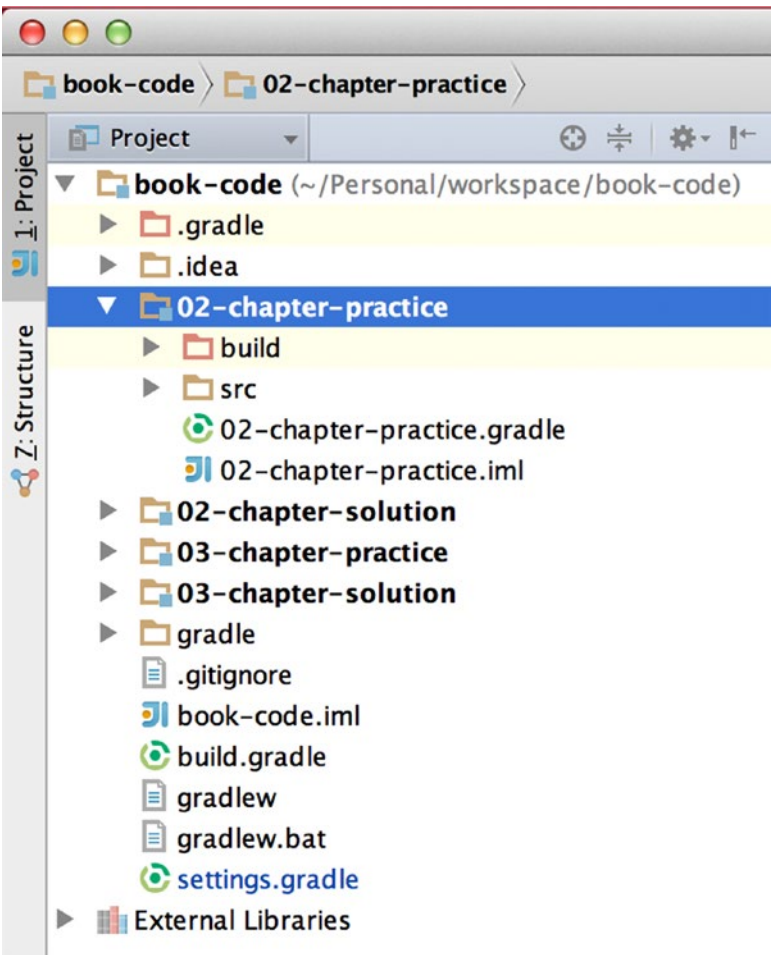 book-code 02-chapter-practice
1: Project
7: Structure
Project
book-code (~/Personal/workspace/book-code)
.gradle
.idea
02-chapter-practice
build
src
02-chapter-practice.gradle
02-chapter-practice.iml
02-chapter-solution
03-chapter-practice
03-chapter-solution
gradle
.gitignore
book-code.iml
build.gradle
gradlew
gradlew.bat
settings.gradle
External Libraries